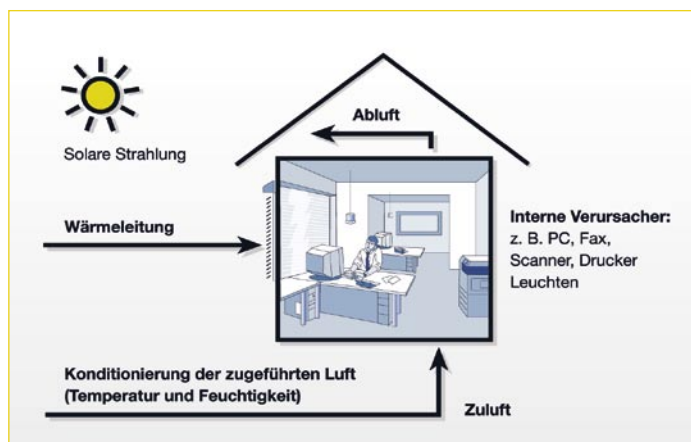 Abluft
Solare Strahlung
Wärmeleitung
Interne Verursacher:
z. B. PC, Fax,
Scanner, Drucker
Leuchten
Konditionierung der zugeführten Luft
(Temperatur und Feuchtigkeit)
Zuluft